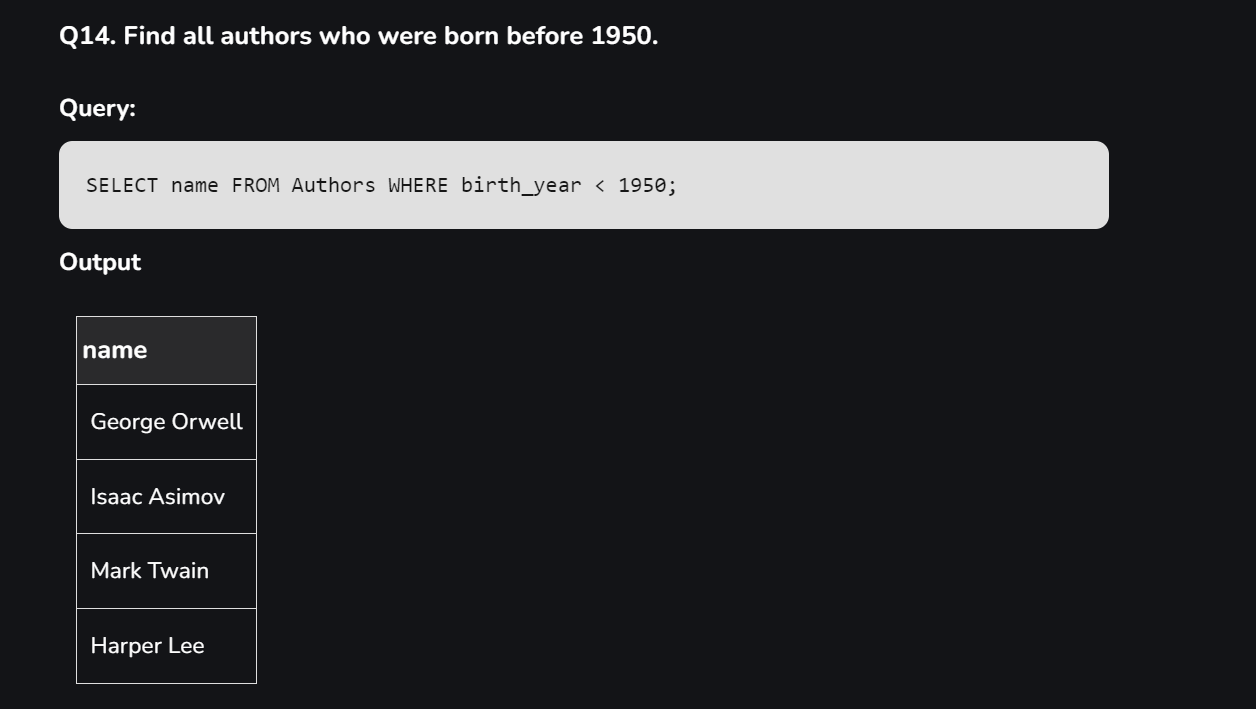 Q14. Find all authors who were born before 1950.
Query:
SELECT name FROM Authors WHERE birth_year < 1950;
Output
name
George Orwell
Isaac Asimov
Mark Twain
Harper Lee